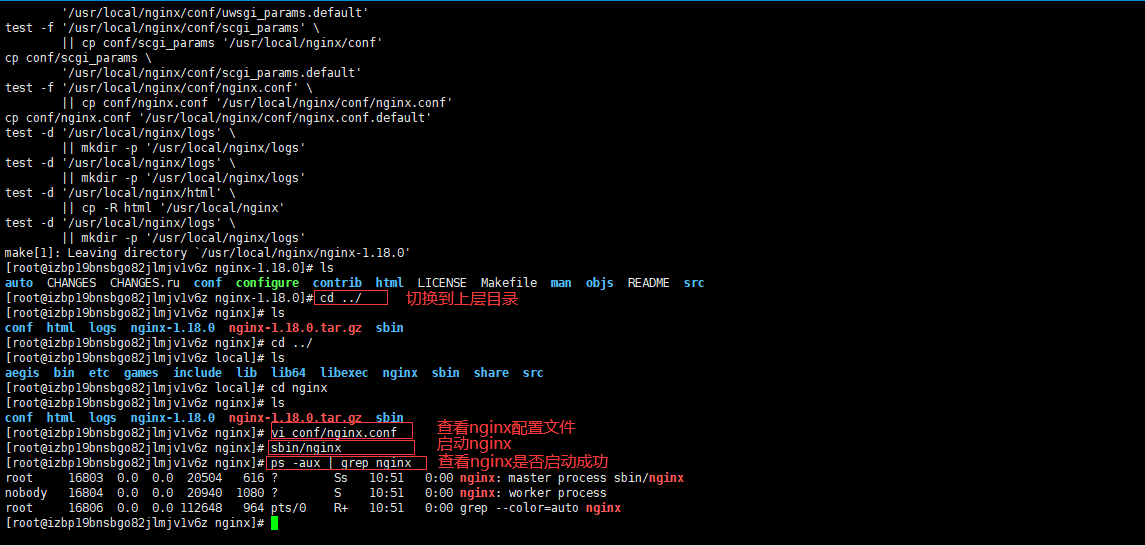 '/usr/local/nginx/conf/uwsgi_params.default'
test -f '/usr/local/nginx/conf/scgi_params' \
|| cp conf/scgi_params '/usr/local/nginx/conf'
cp conf/scgi_params \
'/usr/local/nginx/conf/scgi_params.default'
test -f '/usr/local/nginx/conf/nginx.conf' \
|| cp conf/nginx.conf '/usr/local/nginx/conf/nginx.conf'
cp conf/nginx.conf '/usr/local/nginx/conf/nginx.conf.default'
test -d '/usr/local/nginx/logs' \
|| mkdir -p '/usr/local/nginx/logs'
test -d '/usr/local/nginx/logs' \
|| mkdir -p '/usr/local/nginx/logs'
test -d '/usr/local/nginx/html' \
|| cp -R html '/usr/local/nginx'
test -d '/usr/local/nginx/logs' \
|| mkdir -p '/usr/local/nginx/logs'
make[1]: Leaving directory `/usr/local/nginx/nginx-1.18.0'
[root@izbp19bnsbgo82jlmjv1v6z nginx-1.18.0]# ls
auto CHANGES CHANGES.ru conf configure contrib html LICENSE Makefile man objs README src
[root@izbp19bnsbgo82jlmjv1v6z nginx-1.18.0]# cd ../ 切换到上层目录
[root@izbp19bnsbgo82jlmjv1v6z nginx]# ls
conf html logs nginx-1.18.0 nginx-1.18.0.tar.gz sbin
[root@izbp19bnsbgo82jlmjv1v6z nginx]# cd ../
[root@izbp19bnsbgo82jlmjv1v6z local]# ls
aegis bin etc games include lib lib64 libexec nginx sbin share src
[root@izbp19bnsbgo82jlmjv1v6z local]# cd nginx
[root@izbp19bnsbgo82jlmjv1v6z nginx]# ls
conf html logs nginx-1.18.0 nginx-1.18.0.tar.gz sbin
[root@izbp19bnsbgo82jlmjv1v6z nginx]# vi conf/nginx.conf 查看nginx配置文件
[root@izbp19bnsbgo82jlmjv1v6z nginx]# sbin/nginx 启动nginx
[root@izbp19bnsbgo82jlmjv1v6z nginx]# ps -aux | grep nginx 查看nginx是否启动成功
root 16803 0.0 0.0 20504 616 ? Ss 10:51 0:00 nginx: master process sbin/nginx
nobody 16804 0.0 0.0 20940 1080 ? S 10:51 0:00 nginx: worker process
root 16806 0.0 0.0 112648 964 pts/0 R+ 10:51 0:00 grep --color=auto nginx
[root@izbp19bnsbgo82jlmjv1v6z nginx]#